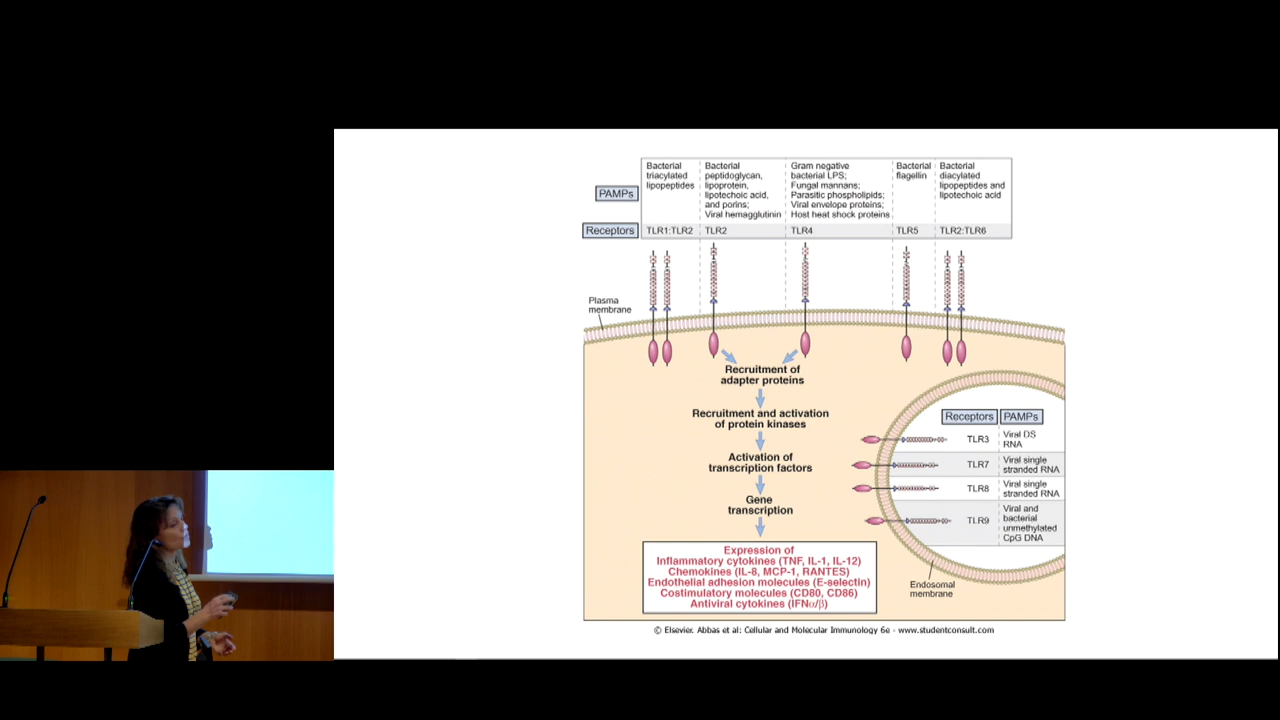 PAMPs
Bacterial
triacylated
lipopeptides
Bacterial
peptidoglycan,
lipoprotein,
lipotechoic acid,
and porins;
Viral hemagglutinin
Gram negative
bacterial LPS;
Fungal mannans;
Parasitic phospholipids;
Viral envelope proteins;
Host heat shock proteins
Bacterial
flagellin
Bacterial
diacylated
lipopeptides and
lipotechoic acid
Receptors
TLR1:TLR2
TLR2
TLR4
TLR5
TLR2:TLR6
Plasma
membrane
Recruitment of
adapter proteins
Recruitment and activation
of protein kinases
Activation of
transcription factors
Gene
transcription
Expression of
Inflammatory cytokines (TNF, IL-1, IL-12)
Chemokines (IL-8, MCP-1, RANTES)
Endothelial adhesion molecules (E-selectin)
Costimulatory molecules (CD80, CD86)
Antiviral cytokines (IFNα/β)
Receptors
PAMPs
TLR3
Viral DS
RNA
TLR7
Viral single
stranded RNA
TLR8
Viral single
stranded RNA
TLR9
Viral and
bacterial
unmethylated
CpG DNA
Endosomal
membrane
© Elsevier. Abbas et al: Cellular and Molecular Immunology 6e - www.studentconsult.com